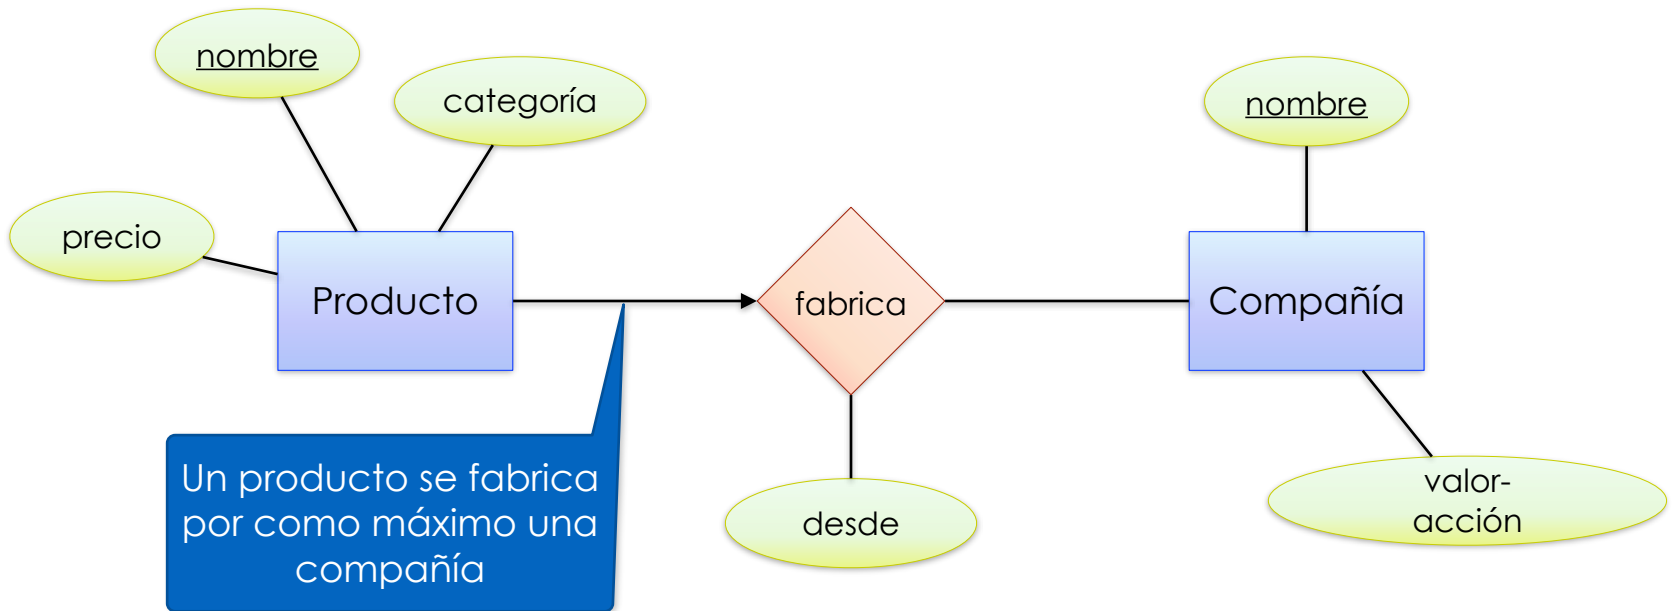 nombre
categoría
nombre
precio
Producto
fabrica
Compañía
Un producto se fabrica
por como máximo una
compañía
desde
valor-
acción